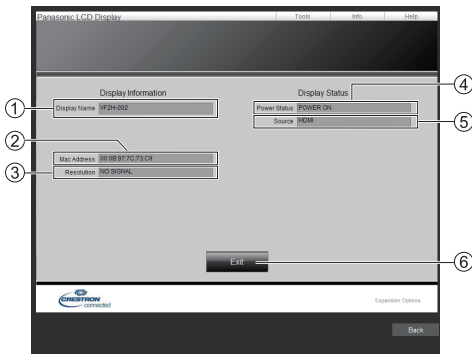 Panasonic LCD Display
Tools Info Help
Display Information
① Display Name VF2H-002
② Mac Address 00:0B:97:7C:73:C9
③ Resolution NO SIGNAL
Display Status
④ Power Status POWER ON
⑤ Source HDMI
Exit ⑥
CRESTRON
connected
Expansion Options
Back